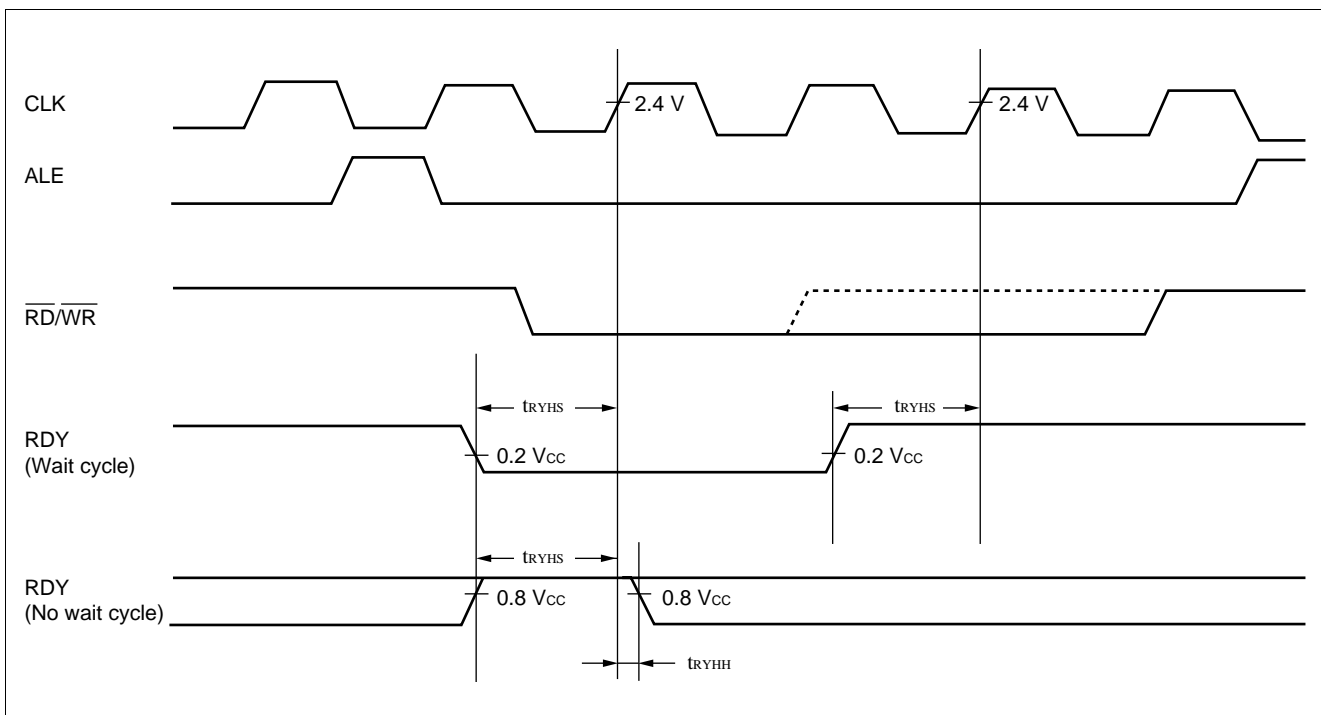 CLK
2.4 V
2.4 V
ALE
RD/WR
tRYHS
tRYHS
RDY
(Wait cycle)
0.2 VCC
0.2 VCC
tRYHS
RDY
(No wait cycle)
0.8 VCC
0.8 VCC
tRYHH